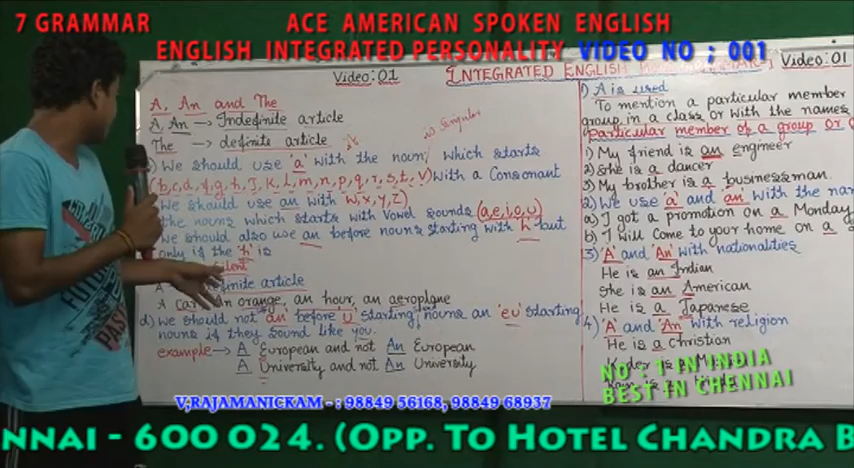 7 GRAMMAR
ACE AMERICAN SPOKEN ENGLISH
ENGLISH INTEGRATED PERSONALITY VIDEO NO ; 001
Video: 01
A, An and The
A, An → Indefinite article
The → definite article
Singular
We should use 'a' with the noun, which starts
(b,c,d,f,g,h,J,K,L,m,n,p,q,r,s,t,V) with a Consonant
We should use an with W,x,y,Z)
the nouns which starts with Vowel sounds (a,e,i,o,u)
We should also use an before nouns starting with 'h' but
only if the 'h' is
Silent
A definite article
A Car, An orange, an hour, an aeroplane
d) We should not 'an' before 'u' starting nouns an 'eu' starting
nouns if they sound like you.
example → A European and not An European
A University and not An University
INTEGRATED ENGLISH
Video: 01
1) A is used
To mention a particular member
group in a class or with the names
particular member of a group or
1) My friend is an engineer
2) She is a dancer
3) My brother is a businessman
2) We use 'a' and 'an' with the
a) I got a promotion on a Monday
b) I will come to your home on a
3) 'A' and 'An' with nationalities
He is an Indian
She is an American
He is a Japanese
4) 'A' and 'An' with religion
He is a Christian
is a
NO : 1 IN INDIA
BEST IN CHENNAI
V,RAJAMANICKAM - : 98849 56168, 98849 68937
NNAI - 600 024. (OPP. TO HOTEL CHANDRA B